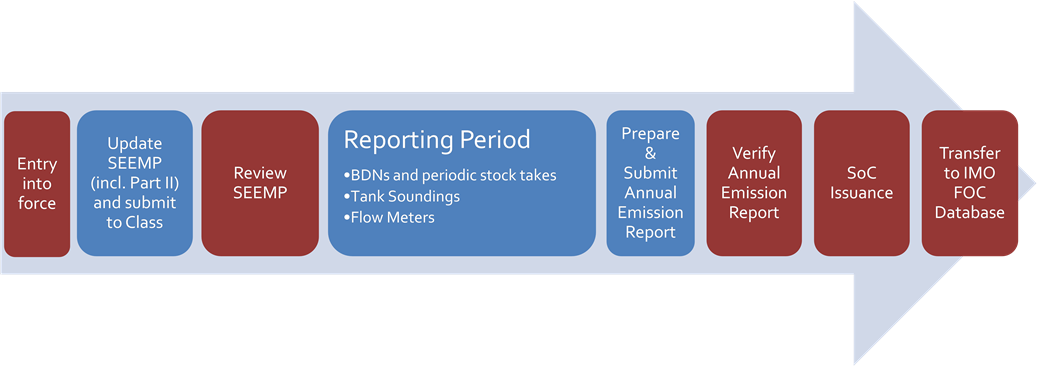 Entry
into
force
Update
SEEMP
(incl. Part II)
and submit
to Class
Review
SEEMP
Reporting Period
•BDNs and periodic stock takes
•Tank Soundings
•Flow Meters
Prepare
&
Submit
Annual
Emission
Report
Verify
Annual
Emission
Report
SoC
Issuance
Transfer
to IMO
FOC
Database